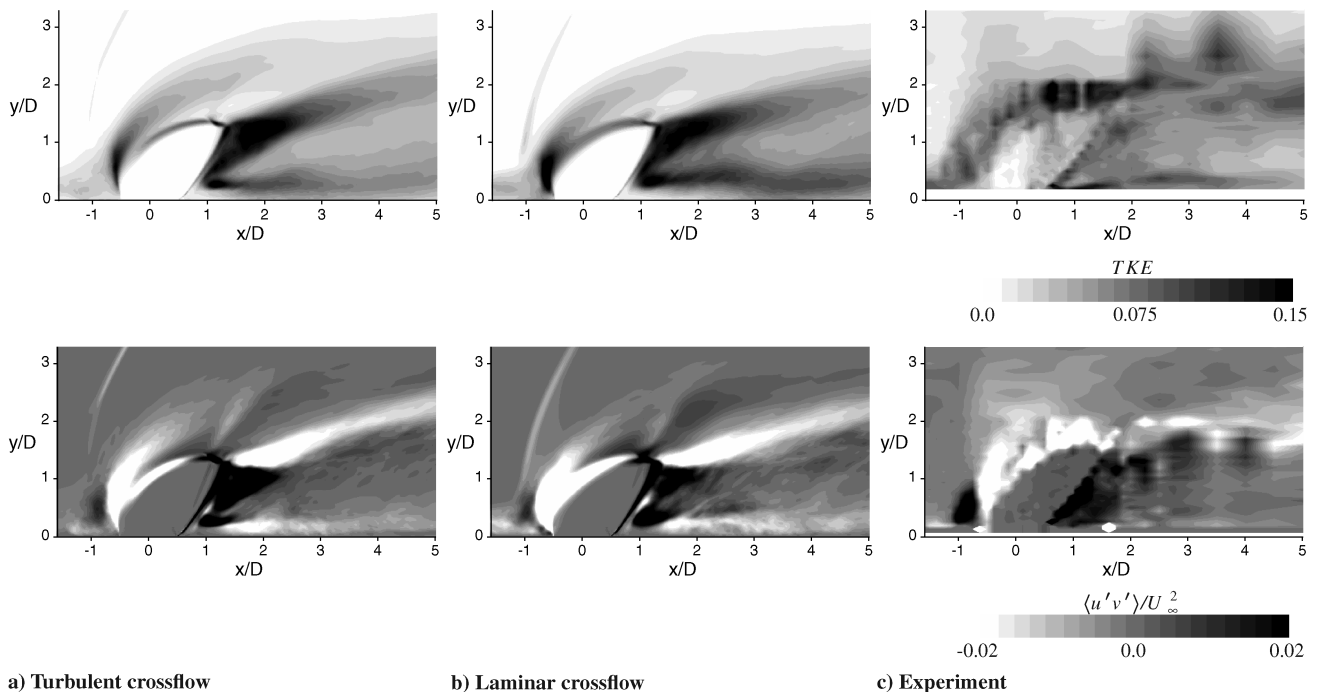 3 3 3
y/D 2 y/D 2 y/D 2
1 1 1
0 0 0
-1 0 1 2 3 4 5 -1 0 1 2 3 4 5 -1 0 1 2 3 4 5
x/D x/D x/D
TKE
0.0 0.075 0.15
3 3 3
y/D 2 y/D 2 y/D 2
1 1 1
0 0 0
-1 0 1 2 3 4 5 -1 0 1 2 3 4 5 -1 0 1 2 3 4 5
x/D x/D x/D
⟨u′v′⟩/U∞²
-0.02 0.0 0.02
a) Turbulent crossflow b) Laminar crossflow c) Experiment